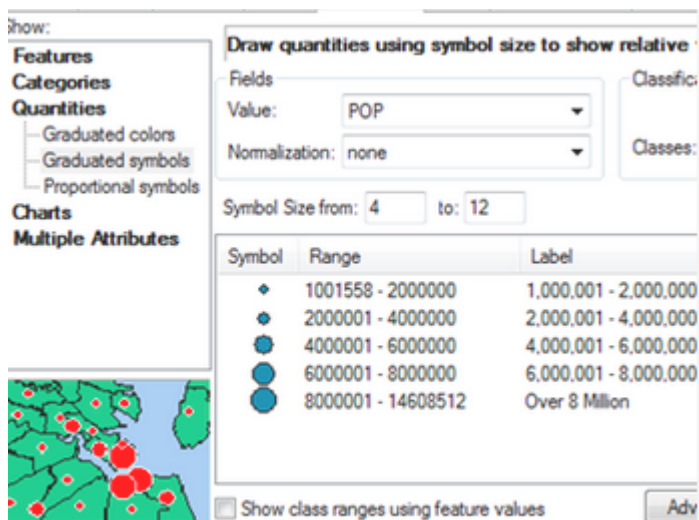 Show:
Features
Categories
Quantities
Graduated colors
Graduated symbols
Proportional symbols
Charts
Multiple Attributes
Draw quantities using symbol size to show relative
Fields
Value: POP
Normalization: none
Classes:
Symbol Size from: 4 to: 12
Symbol Range Label
1001558 - 2000000 1,000,001 - 2,000,000
2000001 - 4000000 2,000,001 - 4,000,000
4000001 - 6000000 4,000,001 - 6,000,000
6000001 - 8000000 6,000,001 - 8,000,000
8000001 - 14608512 Over 8 Million
Show class ranges using feature values